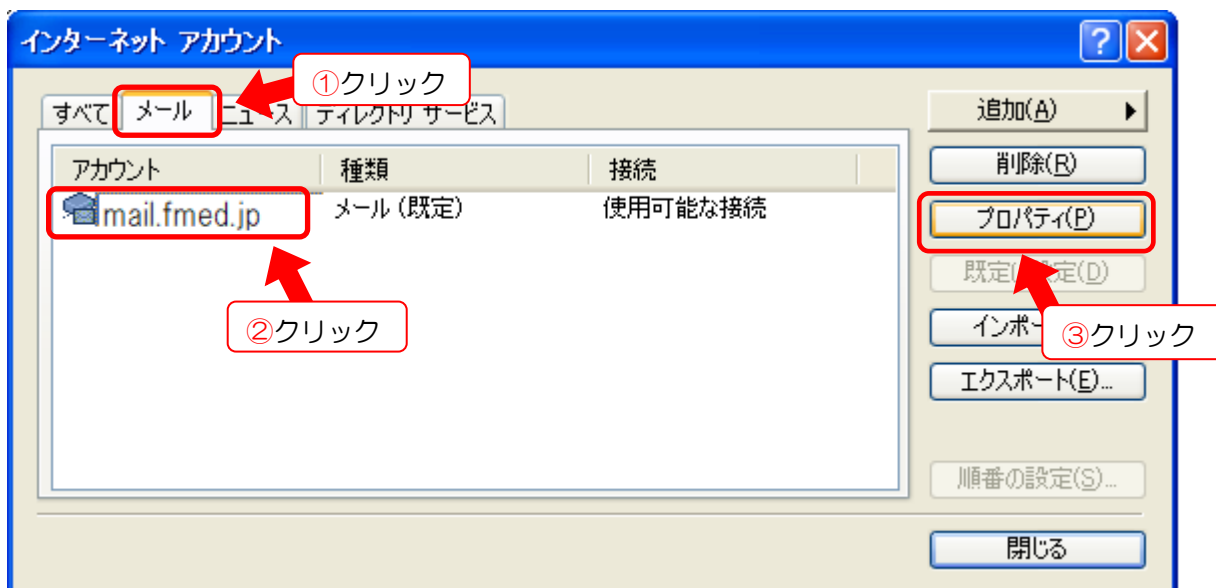 インターネット アカウント
①クリック
すべて メール ニュース ディレクトリ サービス
追加(A)
アカウント 種類 接続
削除(R)
mail.fmed.jp メール (既定) 使用可能な接続
プロパティ(P)
定(D)
②クリック
インポー
③クリック
エクスポート(E)...
順番の設定(S)...
閉じる